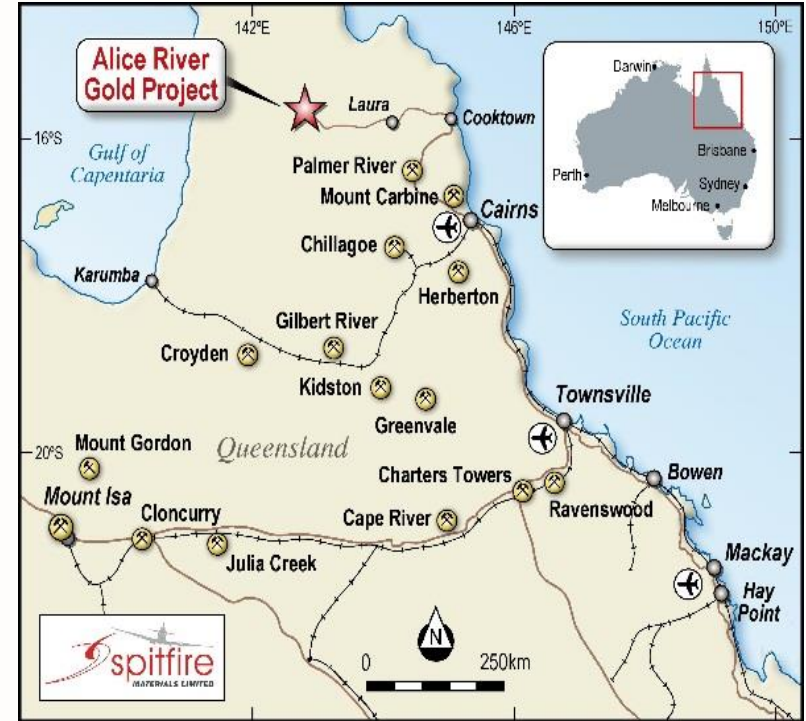 142°E
146°E
150°E
Alice River
Gold Project
Laura
Cooktown
16°S
Gulf of
Capentaria
Palmer River
Mount Carbine
Cairns
Chillagoe
Karumba
Herberton
Gilbert River
Croyden
Kidston
Greenvale
South Pacific
Ocean
Darwin
Brisbane
Perth
Sydney
Melbourne
Townsville
20°S
Queensland
Mount Gordon
Bowen
Charters Towers
Ravenswood
Mount Isa
Cloncurry
Cape River
Julia Creek
Mackay
Hay
Point
spitfire
MATERIALS LIMITED
N
0
250km